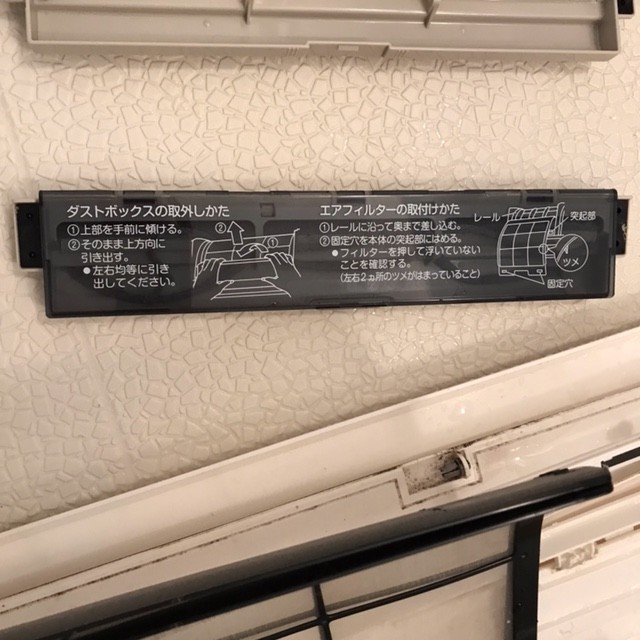 ダストボックスの取外しかた
①上部を手前に傾ける。
②そのまま上方向に
引き出す。
●左右均等に引き
出してください。
②
①
エアフィルターの取付けかた
①レールに沿って奥まで差し込む。
②固定穴を本体の突起部にはめる。
●フィルターを押して浮いていない
ことを確認する。
(左右2ヵ所のツメがはまっていること)
レール
突起部
ツメ
固定穴